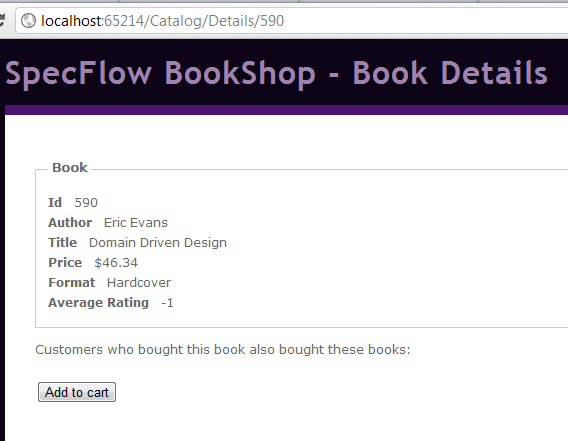 localhost:65214/Catalog/Details/590
SpecFlow BookShop - Book Details
Book
Id 590
Author Eric Evans
Title Domain Driven Design
Price $46.34
Format Hardcover
Average Rating -1
Customers who bought this book also bought these books:
Add to cart